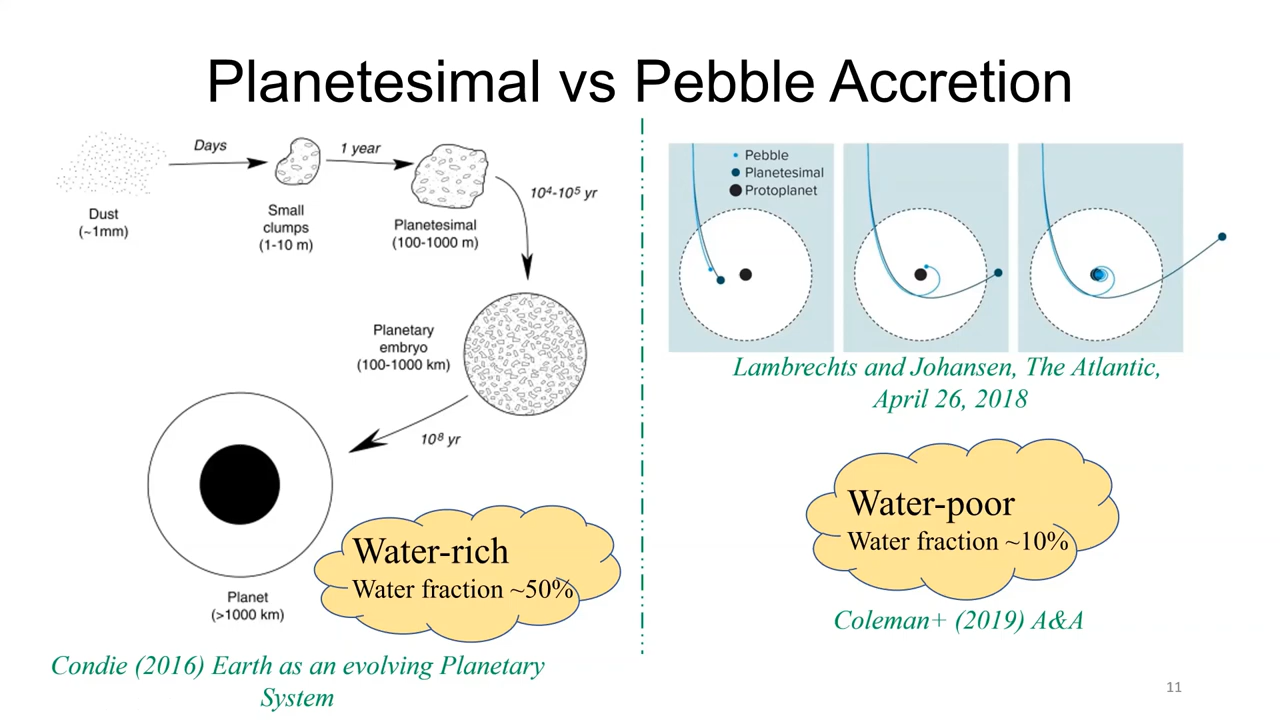 Planetesimal vs Pebble Accretion
Days
1 year
10⁴-10⁵ yr
Dust
(~1mm)
Small
clumps
(1-10 m)
Planetesimal
(100-1000 m)
Planetary
embryo
(100-1000 km)
10⁸ yr
Planet
(>1000 km)
Water-rich
Water fraction ~50%
Condie (2016) Earth as an evolving Planetary
System
Pebble
Planetesimal
Protoplanet
Lambrechts and Johansen, The Atlantic,
April 26, 2018
Water-poor
Water fraction ~10%
Coleman+ (2019) A&A
11